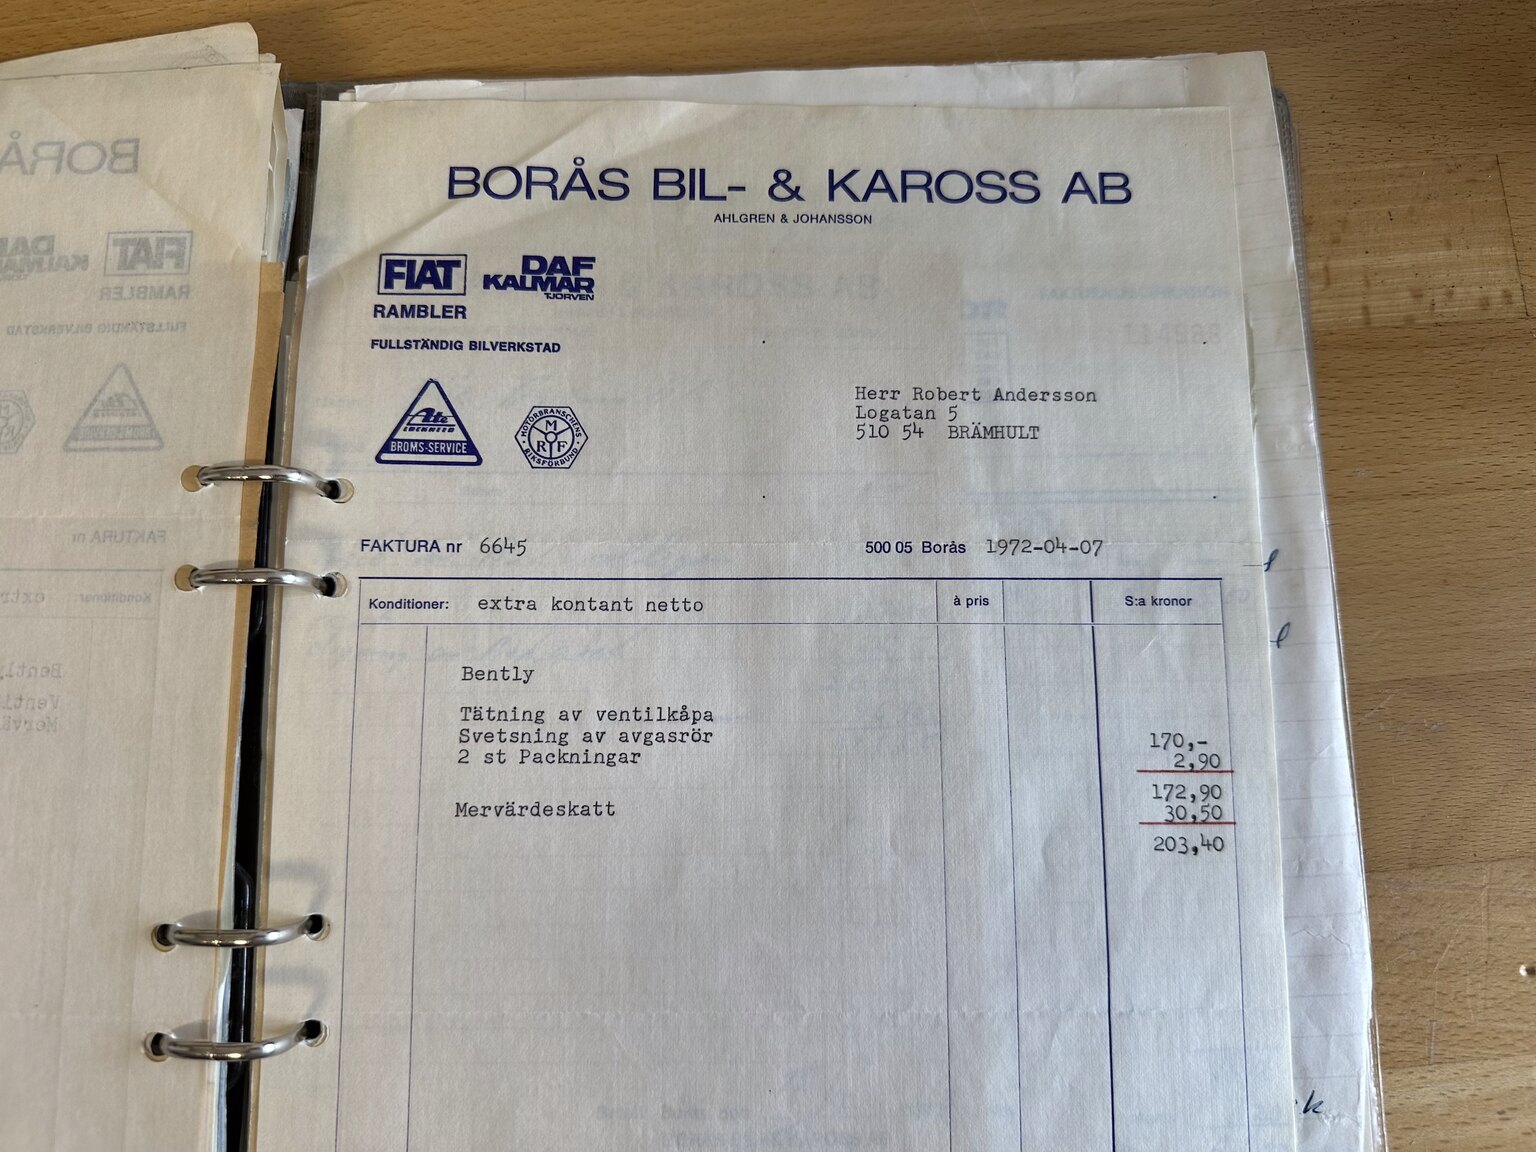 BORÅS BIL- & KAROSS AB
AHLGREN & JOHANSSON
FIAT
DAF
KALMAR
TJORVEN
RAMBLER
FULLSTÄNDIG BILVERKSTAD
Ate
LOCKHEED
BROMS-SERVICE
MOTORBRANSCHENS
M
R F
RIKSFÖRBUND
Herr Robert Andersson
Logatan 5
510 54 BRÄMHULT
FAKTURA nr 6645
500 05 Borås 1972-04-07
Konditioner: extra kontant netto à pris S:a kronor
Bently
Tätning av ventilkåpa
Svetsning av avgasrör 170,-
2 st Packningar 2,90
172,90
Mervärdeskatt 30,50
203,40